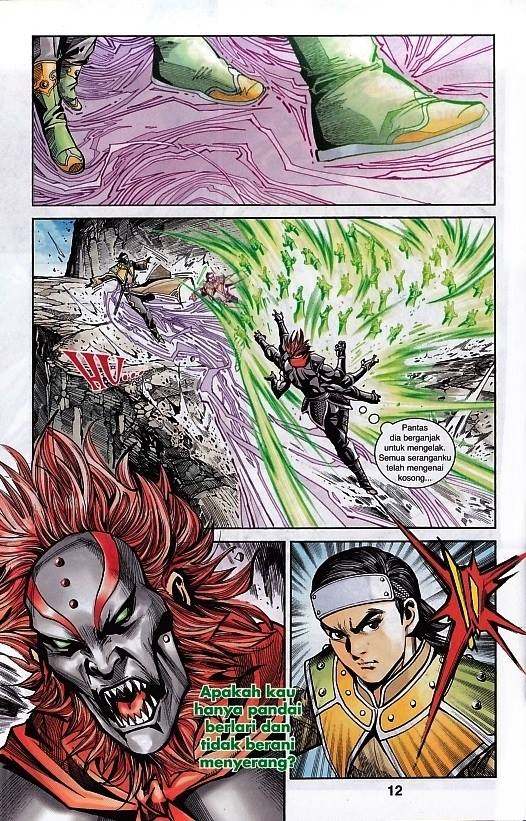 HUooo
Pantas
dia berganjak
untuk mengelak.
Semua seranganku
telah mengenai
kosong...
Apakah kau
hanya pandai
berlari dan
tidak berani
menyerang?
12